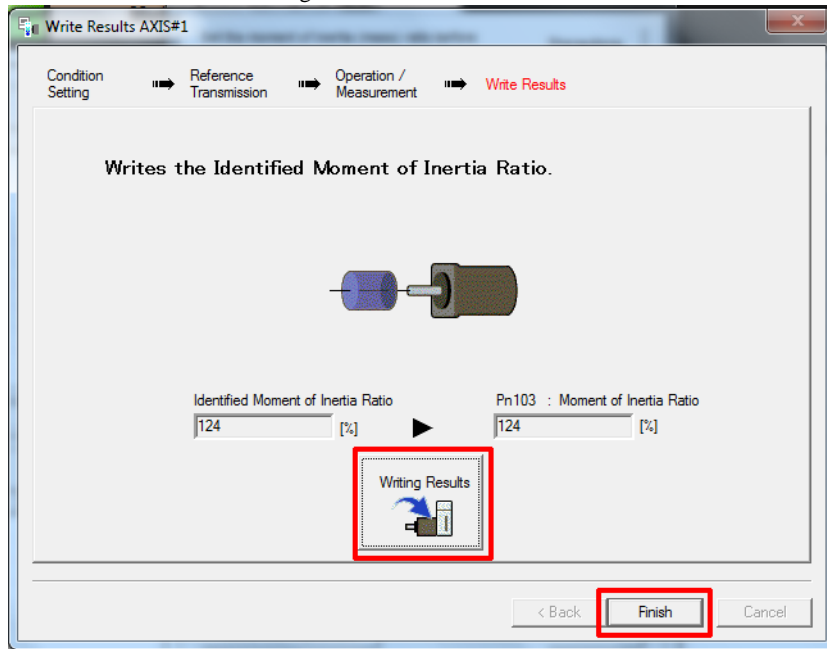 Write Results AXIS#1
Condition Setting
Reference Transmission
Operation / Measurement
Write Results
Writes the Identified Moment of Inertia Ratio.
Identified Moment of Inertia Ratio
Pn103 : Moment of Inertia Ratio
124 [%]
124 [%]
Writing Results
< Back
Finish
Cancel